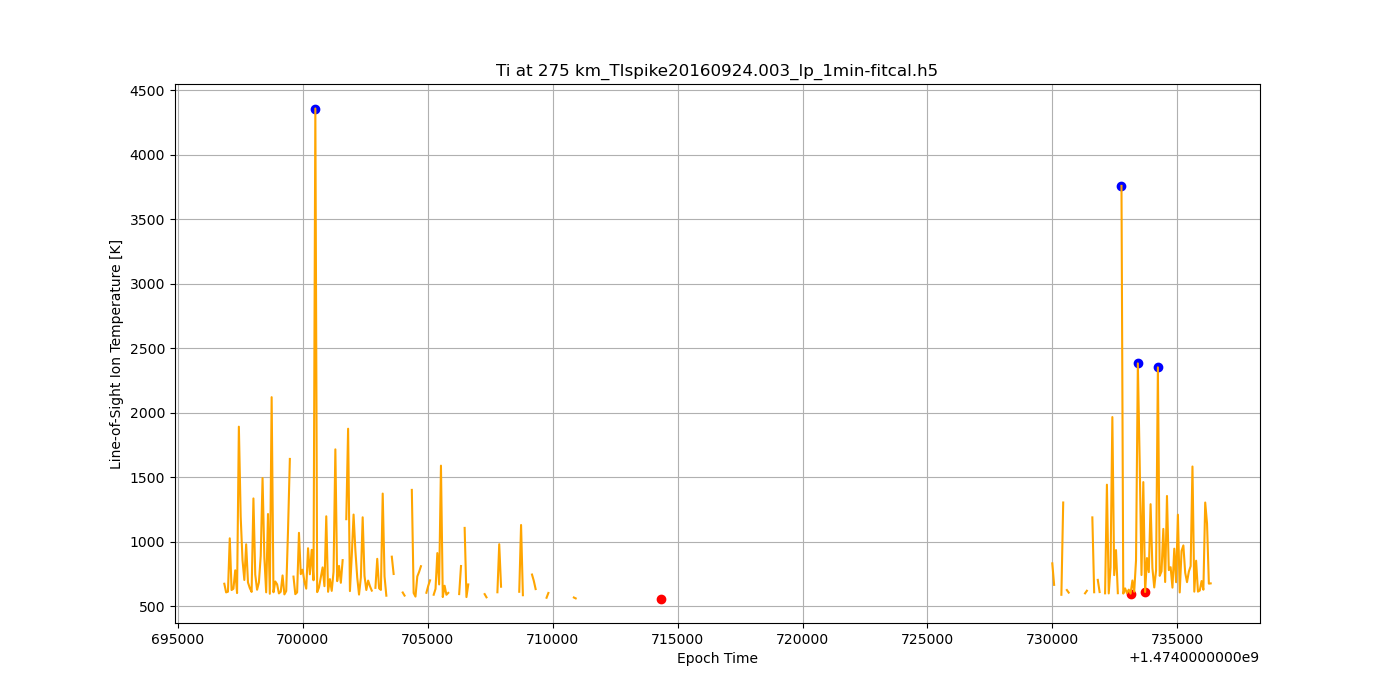 Ti at 275 km_TIspike20160924.003_lp_1min-fitcal.h5
Line-of-Sight Ion Temperature [K]
4500
4000
3500
3000
2500
2000
1500
1000
500
695000 700000 705000 710000 715000 720000 725000 730000 735000
+1.4740000000e9
Epoch Time